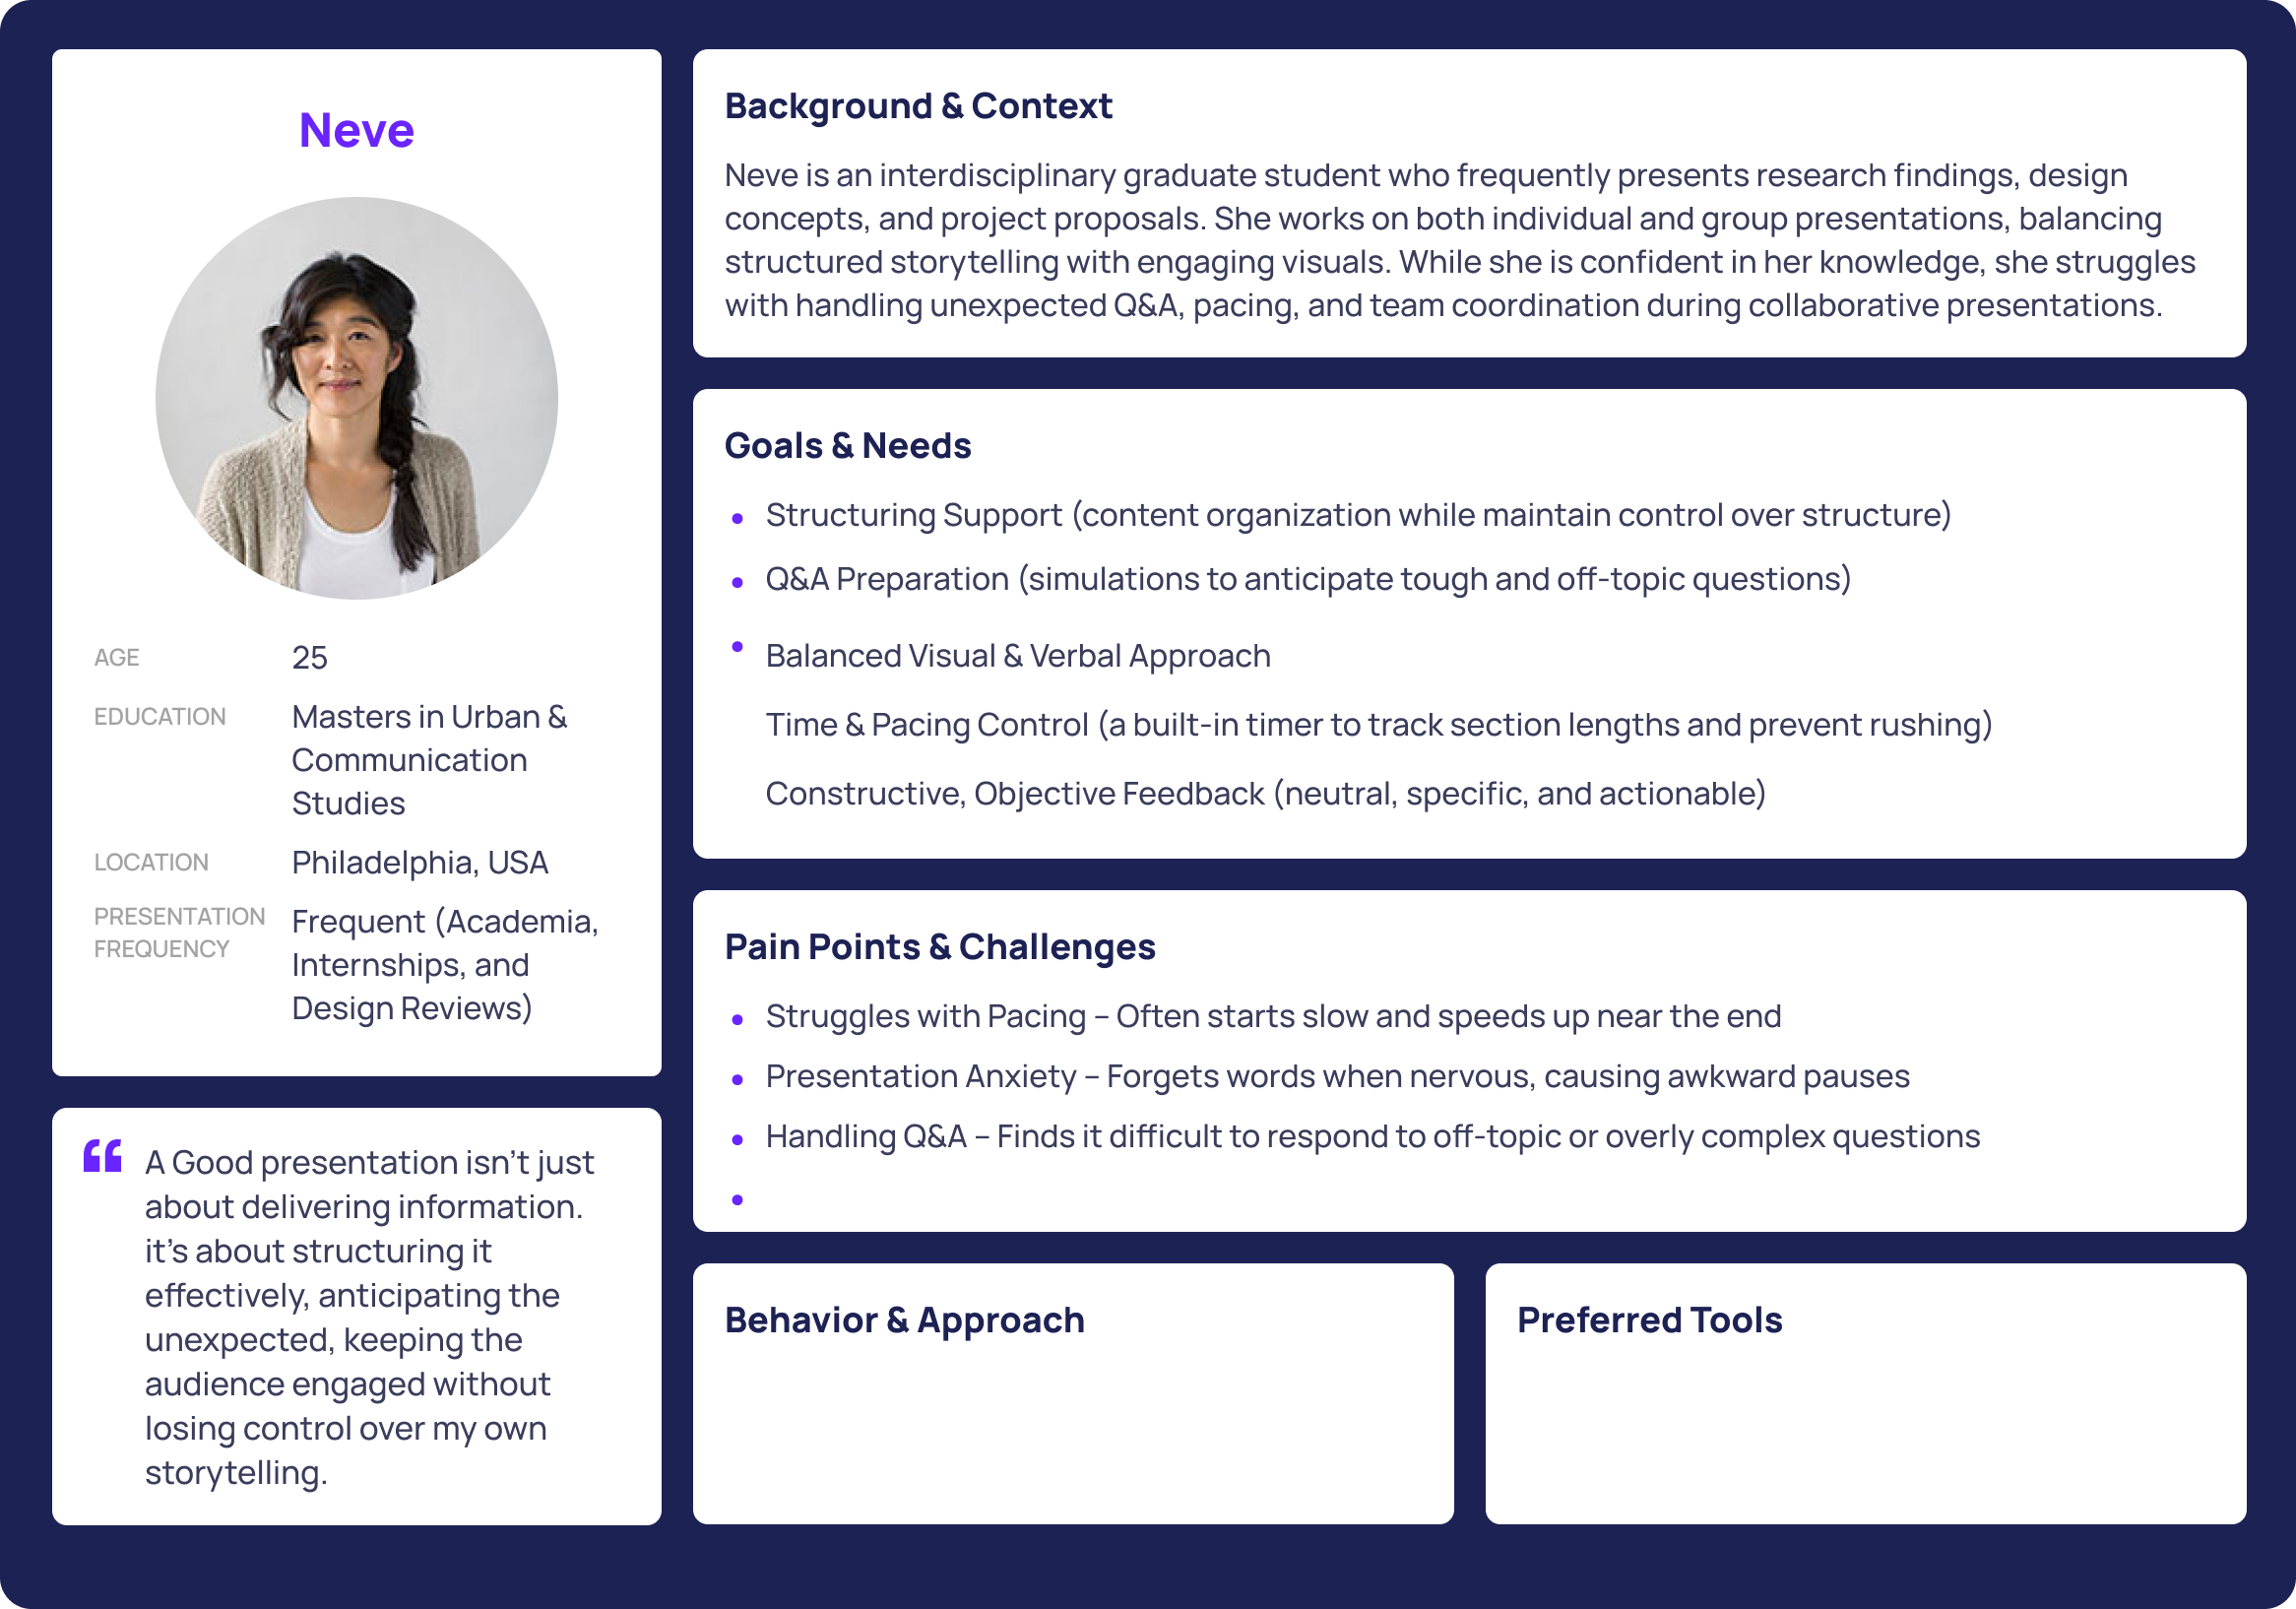 Neve
AGE
25
EDUCATION
Masters in Urban &
Communication
Studies
LOCATION
Philadelphia, USA
PRESENTATION
FREQUENCY
Frequent (Academia,
Internships, and
Design Reviews)
“
A Good presentation isn’t just
about delivering information.
it’s about structuring it
effectively, anticipating the
unexpected, keeping the
audience engaged without
losing control over my own
storytelling.
Background & Context
Neve is an interdisciplinary graduate student who frequently presents research findings, design
concepts, and project proposals. She works on both individual and group presentations, balancing
structured storytelling with engaging visuals. While she is confident in her knowledge, she struggles
with handling unexpected Q&A, pacing, and team coordination during collaborative presentations.
Goals & Needs
• Structuring Support (content organization while maintain control over structure)
• Q&A Preparation (simulations to anticipate tough and off-topic questions)
• Balanced Visual & Verbal Approach
Time & Pacing Control (a built-in timer to track section lengths and prevent rushing)
Constructive, Objective Feedback (neutral, specific, and actionable)
Pain Points & Challenges
• Struggles with Pacing – Often starts slow and speeds up near the end
• Presentation Anxiety – Forgets words when nervous, causing awkward pauses
• Handling Q&A – Finds it difficult to respond to off-topic or overly complex questions
•
Behavior & Approach
Preferred Tools